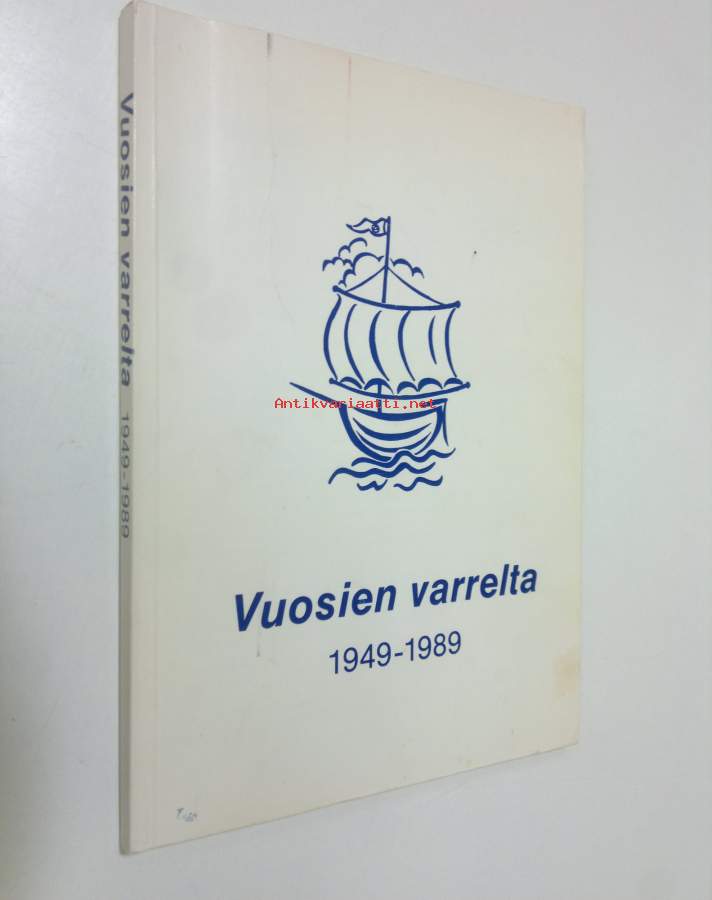 Vuosien varrelta 1949-1989
Antikvariaatti.net
Vuosien varrelta
1949-1989